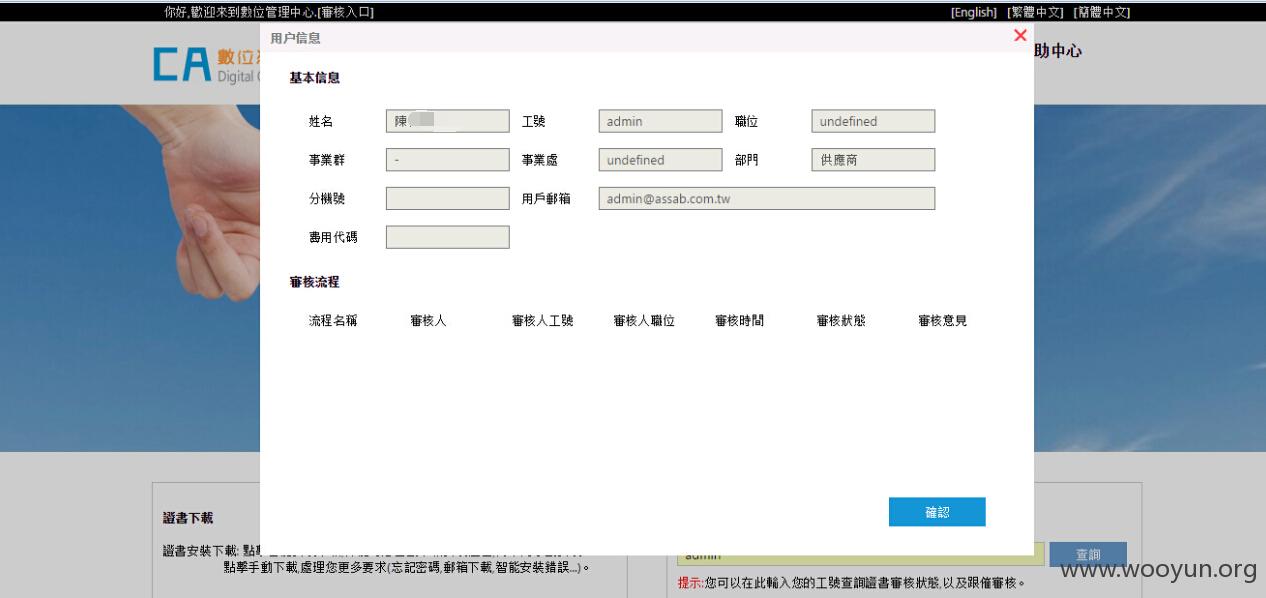 你好,歡迎來到數位管理中心.[審核入口] [English] [繁體中文] [簡體中文]
用户信息
CA 數位
Digital
助中心
基本信息
姓名 陳 工號 admin 職位 undefined
事業群 - 事業處 undefined 部門 供應商
分機號 用戶郵箱 admin@assab.com.tw
費用代碼
審核流程
流程名稱 審核人 審核人工號 審核人職位 審核時間 審核狀態 審核意見
確認
證書下載
證書安裝下載: 點擊
點擊手動下載,處理您更多要求(忘記密碼,郵箱下載,智能安裝錯誤...)。
admin 查詢
提示:您可以在此輸入您的工號查詢證書審核狀態,以及跟催審核。
www.wooyun.org